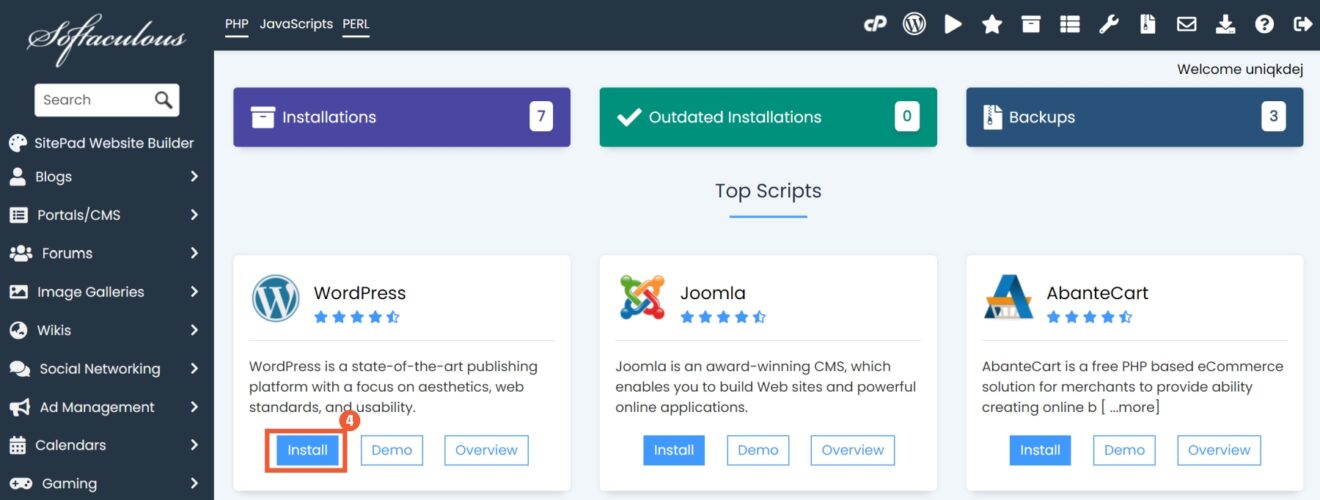 Softaculous
PHP JavaScripts PERL
cP
Welcome uniqkdej
Search
SitePad Website Builder
Blogs
Portals/CMS
Forums
Image Galleries
Wikis
Social Networking
Ad Management
Calendars
Gaming
Installations 7
Outdated Installations 0
Backups 3
Top Scripts
WordPress
WordPress is a state-of-the-art publishing
platform with a focus on aesthetics, web
standards, and usability.
4
Install Demo Overview
Joomla
Joomla is an award-winning CMS, which
enables you to build Web sites and powerful
online applications.
Install Demo Overview
AbanteCart
AbanteCart is a free PHP based eCommerce
solution for merchants to provide ability
creating online b [ ...more]
Install Demo Overview